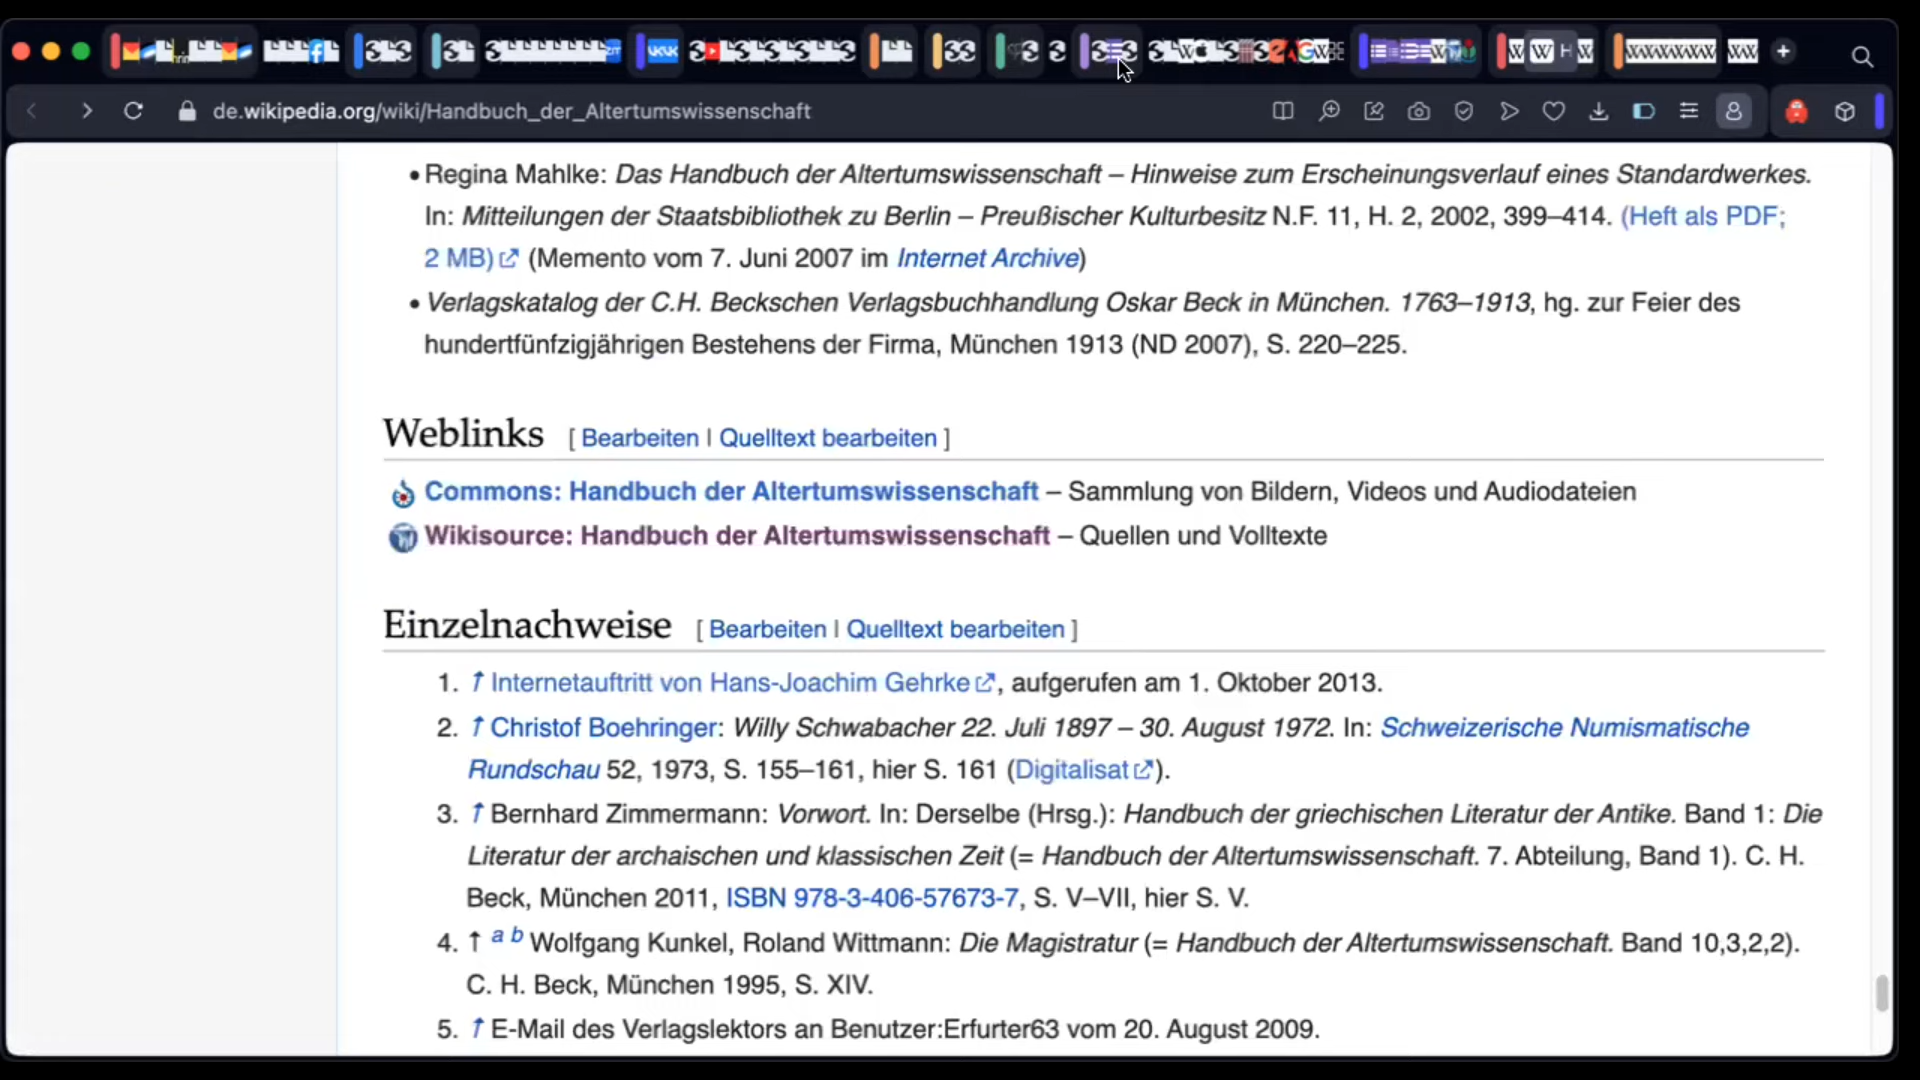 de.wikipedia.org/wiki/Handbuch_der_Altertumswissenschaft
• Regina Mahlke: Das Handbuch der Altertumswissenschaft – Hinweise zum Erscheinungsverlauf eines Standardwerkes.
In: Mitteilungen der Staatsbibliothek zu Berlin – Preußischer Kulturbesitz N.F. 11, H. 2, 2002, 399–414. (Heft als PDF;
2 MB) (Memento vom 7. Juni 2007 im Internet Archive)
• Verlagskatalog der C.H. Beckschen Verlagsbuchhandlung Oskar Beck in München. 1763–1913, hg. zur Feier des
hundertfünfzigjährigen Bestehens der Firma, München 1913 (ND 2007), S. 220–225.
Weblinks [ Bearbeiten | Quelltext bearbeiten ]
Commons: Handbuch der Altertumswissenschaft – Sammlung von Bildern, Videos und Audiodateien
Wikisource: Handbuch der Altertumswissenschaft – Quellen und Volltexte
Einzelnachweise [ Bearbeiten | Quelltext bearbeiten ]
1. ↑ Internetauftritt von Hans-Joachim Gehrke, aufgerufen am 1. Oktober 2013.
2. ↑ Christof Boehringer: Willy Schwabacher 22. Juli 1897 – 30. August 1972. In: Schweizerische Numismatische
Rundschau 52, 1973, S. 155–161, hier S. 161 (Digitalisat).
3. ↑ Bernhard Zimmermann: Vorwort. In: Derselbe (Hrsg.): Handbuch der griechischen Literatur der Antike. Band 1: Die
Literatur der archaischen und klassischen Zeit (= Handbuch der Altertumswissenschaft. 7. Abteilung, Band 1). C. H.
Beck, München 2011, ISBN 978-3-406-57673-7, S. V–VII, hier S. V.
4. ↑ a b Wolfgang Kunkel, Roland Wittmann: Die Magistratur (= Handbuch der Altertumswissenschaft. Band 10,3,2,2).
C. H. Beck, München 1995, S. XIV.
5. ↑ E-Mail des Verlagslektors an Benutzer:Erfurter63 vom 20. August 2009.